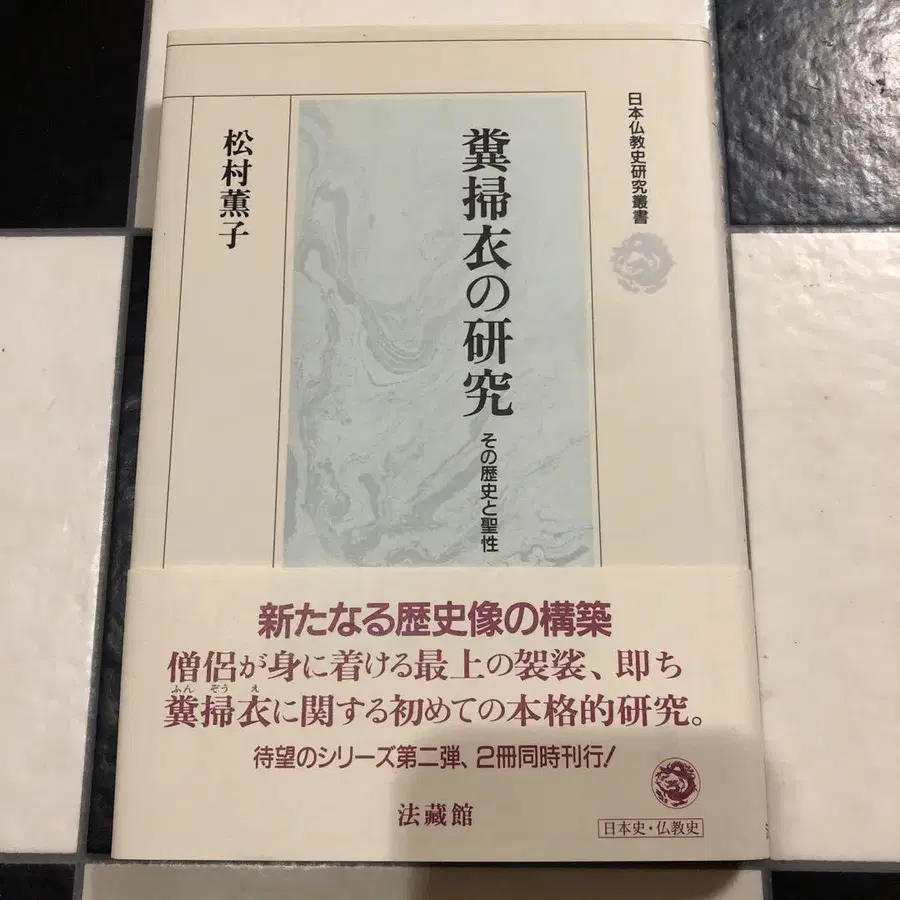 日本仏教史研究叢書
糞掃衣の研究
その歴史と聖性
松村薫子
新たなる歴史像の構築
僧侶が身に着ける最上の袈裟、即ち
ふん ぞう え
糞掃衣に関する初めての本格的研究。
待望のシリーズ第二弾、2冊同時刊行!
法藏館
日本史・仏教史